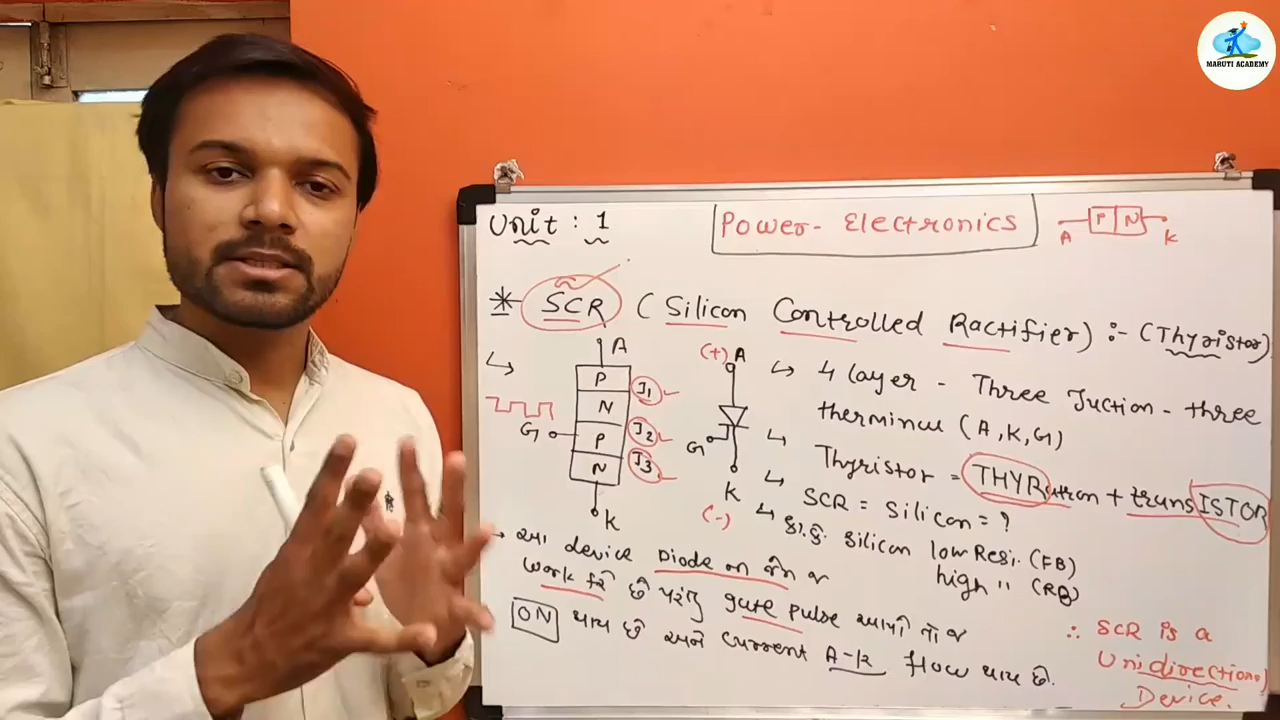 MARUTI ACADEMY
Unit : 1
Power - Electronics
A P N K
* SCR ( Silicon Controlled Ractifier) :- (Thyristor)
A
P J1
N
G P J2
N J3
K
(+) A
G
K
(-)
↳ 4 layer - Three Juction - three
therminus (A, K, G)
↳ Thyristor = THYRatron + transISTOR
↳ SCR = Silicon = ?
↳ કા.કે. Silicon low Resi. (FB)
high " (RB)
→ આ device Diode ની જેમ જ
work કરે છે પરંતુ gate pulse આપો તો જ
ON થાય છે અને current A-K flow થાય છે.
∴ SCR is a
Unidirectional
Device.